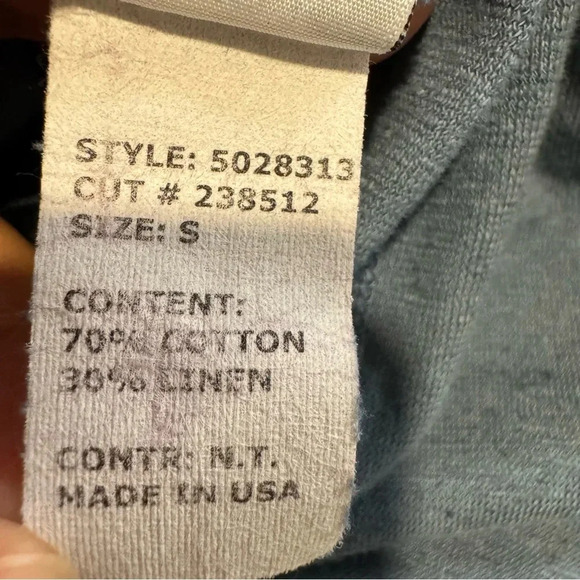 STYLE: 5028313
CUT # 238512
SIZE: S
CONTENT:
70% COTTON
30% LINEN
CONTR: N.T.
MADE IN USA